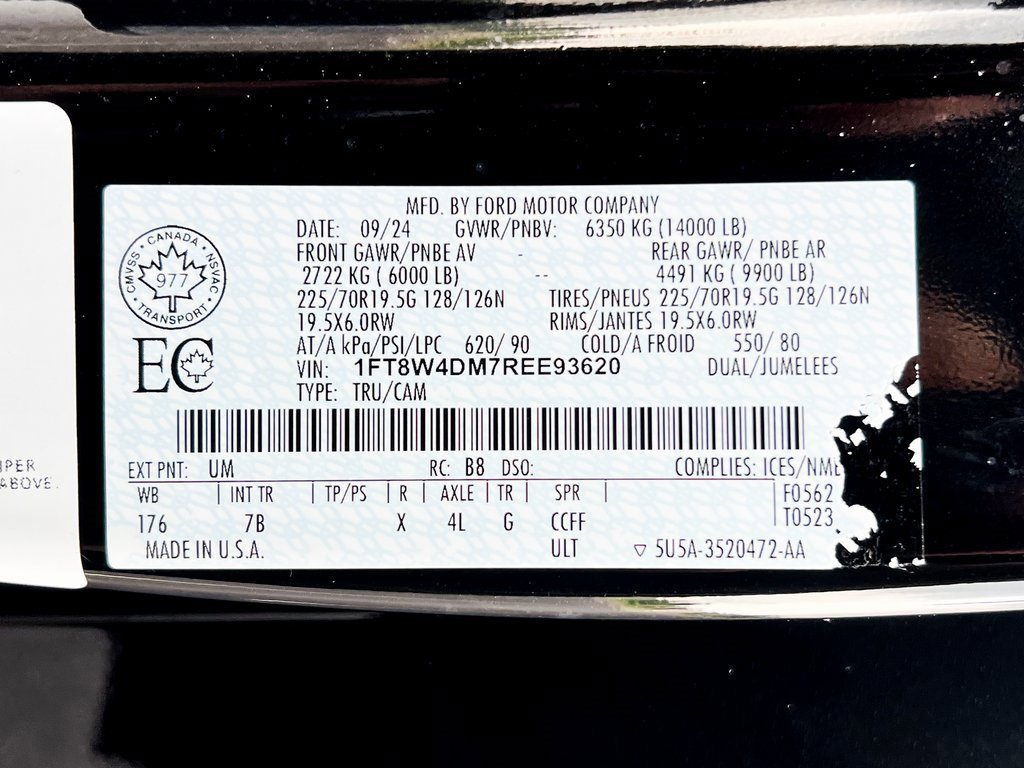 MFD. BY FORD MOTOR COMPANY
DATE: 09/24 GVWR/PNBV: 6350 KG (14000 LB)
FRONT GAWR/PNBE AV - REAR GAWR/ PNBE AR
2722 KG ( 6000 LB) -- 4491 KG ( 9900 LB)
225/70R19.5G 128/126N TIRES/PNEUS 225/70R19.5G 128/126N
19.5X6.0RW RIMS/JANTES 19.5X6.0RW
AT/A kPa/PSI/LPC 620/ 90 COLD/A FROID 550/ 80
VIN: 1FT8W4DM7REE93620 DUAL/JUMELEES
TYPE: TRU/CAM
CANADA
CMVSS • NSVAC
977
TRANSPORT
EC
EXT PNT: UM RC: B8 DSO: COMPLIES: ICES/NM
WB INT TR TP/PS R AXLE TR SPR F0562
176 7B X 4L G CCFF T0523
MADE IN U.S.A. ULT ▽ 5U5A-3520472-AA
PER
ABOVE.